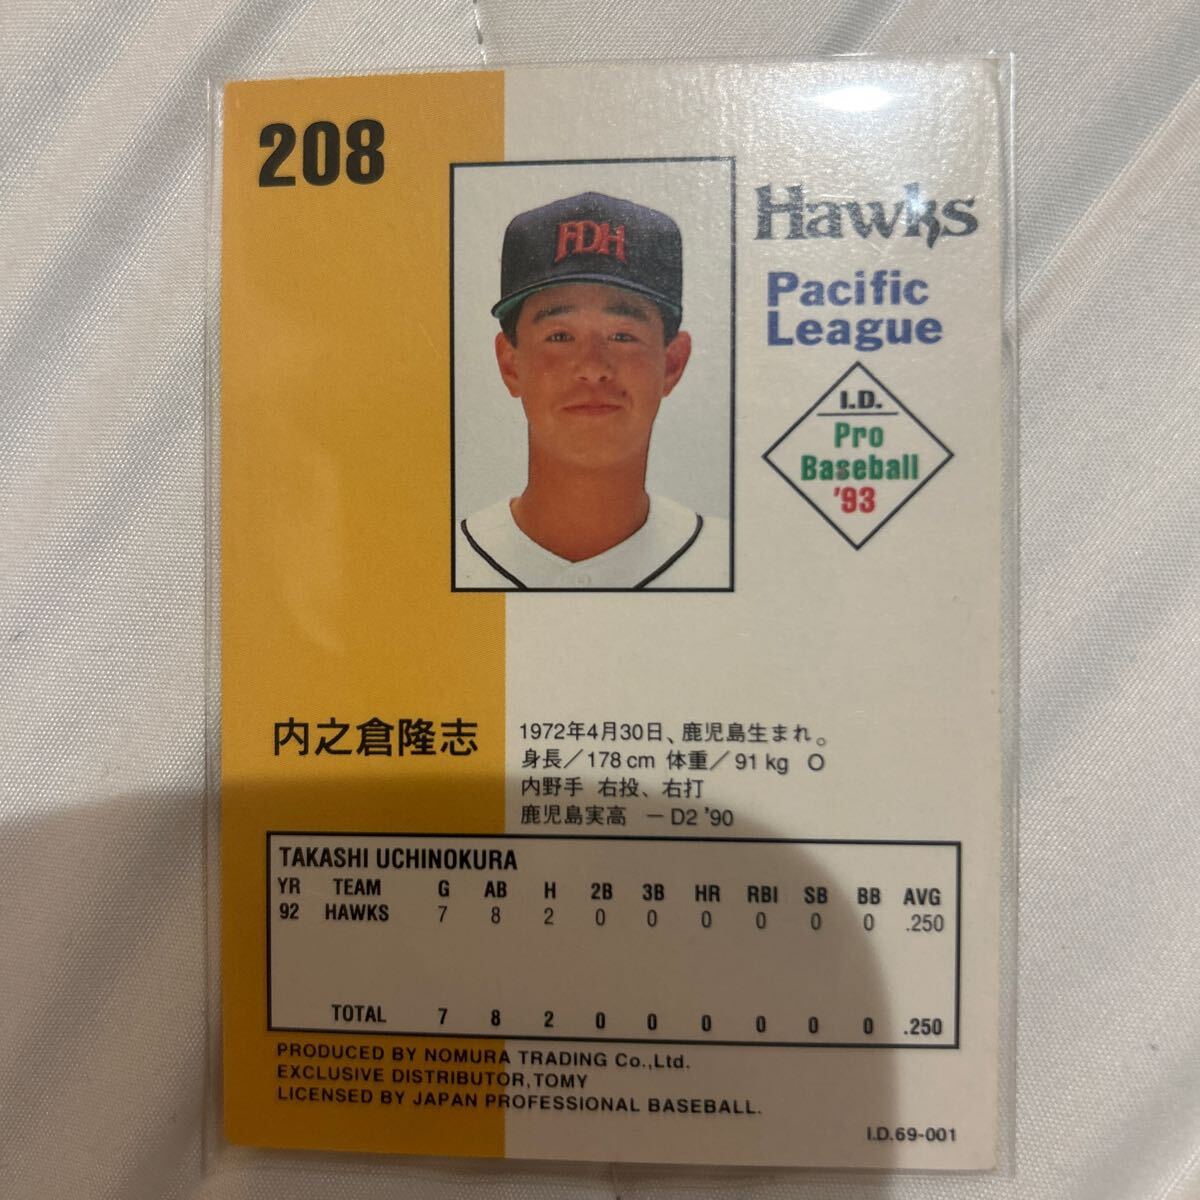 208
FDH
Hawks
Pacific
League
I.D.
Pro
Baseball
'93
内之倉隆志
1972年4月30日、鹿児島生まれ。
身長／178cm 体重／91kg O
内野手 右投、右打
鹿児島実高 ーD2 '90
TAKASHI UCHINOKURA
YR TEAM G AB H 2B 3B HR RBI SB BB AVG
92 HAWKS 7 8 2 0 0 0 0 0 0 .250
TOTAL 7 8 2 0 0 0 0 0 0 .250
PRODUCED BY NOMURA TRADING Co.,Ltd.
EXCLUSIVE DISTRIBUTOR,TOMY
LICENSED BY JAPAN PROFESSIONAL BASEBALL.
I.D.69-001